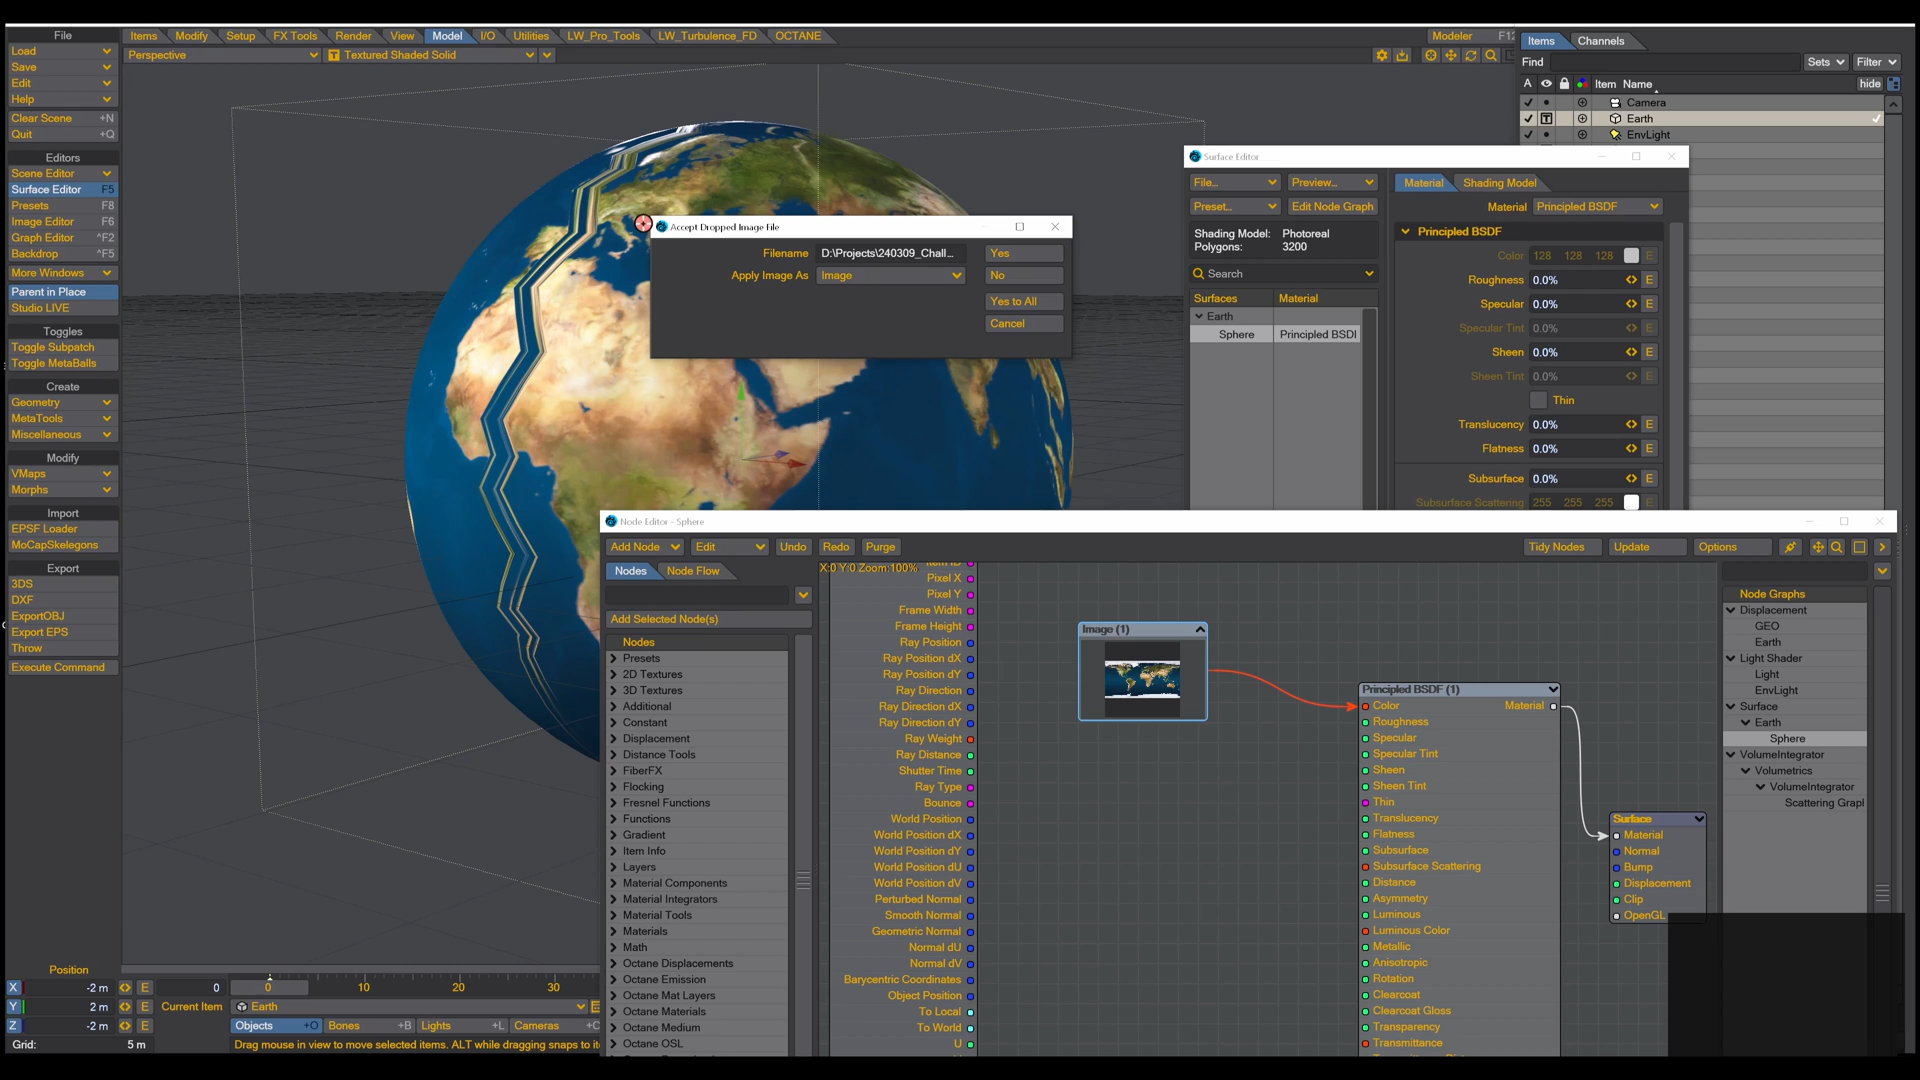 File
Load
Save
Edit
Help
Clear Scene +N
Quit +Q
Editors
Scene Editor
Surface Editor F5
Presets F8
Image Editor F6
Graph Editor ^F2
Backdrop ^F5
More Windows
Parent in Place
Studio LIVE
Toggles
Toggle Subpatch
Toggle MetaBalls
Create
Geometry
MetaTools
Miscellaneous
Modify
VMaps
Morphs
Import
EPSF Loader
MoCapSkelegons
Export
3DS
DXF
ExportOBJ
Export EPS
Throw
Execute Command
Items Modify Setup FX Tools Render View Model I/O Utilities LW_Pro_Tools LW_Turbulence_FD OCTANE
Modeler F12
Perspective
T Textured Shaded Solid
Items Channels
Find
Sets Filter
A Item Name hide
Camera
T Earth
EnvLight
Accept Dropped Image File
Filename D:\Projects\240309_Chall...
Apply Image As Image
Yes
No
Yes to All
Cancel
Surface Editor
File... Preview...
Preset... Edit Node Graph
Shading Model: Photoreal
Polygons: 3200
Search
Surfaces Material
Earth
Sphere Principled BSDI
Material Shading Model
Material Principled BSDF
Principled BSDF
Color 128 128 128 E
Roughness 0.0% E
Specular 0.0% E
Specular Tint 0.0% E
Sheen 0.0% E
Sheen Tint 0.0% E
Thin
Translucency 0.0% E
Flatness 0.0% E
Subsurface 0.0% E
Subsurface Scattering 255 255 255 E
Node Editor - Sphere
Add Node Edit Undo Redo Purge
Tidy Nodes Update Options
Nodes Node Flow
Add Selected Node(s)
Nodes
Presets
2D Textures
3D Textures
Additional
Constant
Displacement
Distance Tools
FiberFX
Flocking
Fresnel Functions
Functions
Gradient
Item Info
Layers
Material Components
Material Integrators
Material Tools
Materials
Math
Octane Displacements
Octane Emission
Octane Mat Layers
Octane Materials
Octane Medium
Octane OSL
X:0 Y:0 Zoom:100%
Item ID
Pixel X
Pixel Y
Frame Width
Frame Height
Ray Position
Ray Position dX
Ray Position dY
Ray Direction
Ray Direction dX
Ray Direction dY
Ray Weight
Ray Distance
Shutter Time
Ray Type
Bounce
World Position
World Position dX
World Position dY
World Position dU
World Position dV
Perturbed Normal
Smooth Normal
Geometric Normal
Normal dU
Normal dV
Barycentric Coordinates
Object Position
To Local
To World
U
Image (1)
Principled BSDF (1)
Color Material
Roughness
Specular
Specular Tint
Sheen
Sheen Tint
Thin
Translucency
Flatness
Subsurface
Subsurface Scattering
Distance
Asymmetry
Luminous
Luminous Color
Metallic
Anisotropic
Rotation
Clearcoat
Clearcoat Gloss
Transparency
Transmittance
Surface
Material
Normal
Bump
Displacement
Clip
OpenGL
Node Graphs
Displacement
GEO
Earth
Light Shader
Light
EnvLight
Surface
Earth
Sphere
VolumeIntegrator
Volumetrics
VolumeIntegrator
Scattering Grapl
Position
X -2 m E
Y 2 m E
Z -2 m E
Grid: 5 m
0 0 10 20 30
Current Item Earth
Objects +O Bones +B Lights +L Cameras +C
Drag mouse in view to move selected items. ALT while dragging snaps to ite